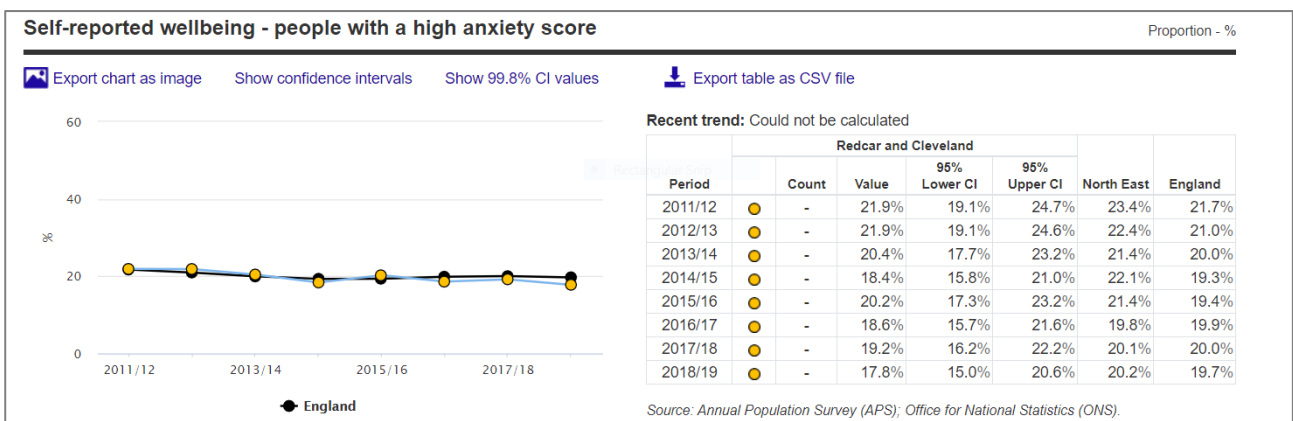 Self-reported wellbeing - people with a high anxiety score Proportion - %
Export chart as image Show confidence intervals Show 99.8% CI values
60
40
%
20
0
2011/12 2013/14 2015/16 2017/18
England
Export table as CSV file
Recent trend: Could not be calculated
Redcar and Cleveland
Period Count Value 95% Lower CI 95% Upper CI North East England
2011/12 - 21.9% 19.1% 24.7% 23.4% 21.7%
2012/13 - 21.9% 19.1% 24.6% 22.4% 21.0%
2013/14 - 20.4% 17.7% 23.2% 21.4% 20.0%
2014/15 - 18.4% 15.8% 21.0% 22.1% 19.3%
2015/16 - 20.2% 17.3% 23.2% 21.4% 19.4%
2016/17 - 18.6% 15.7% 21.6% 19.8% 19.9%
2017/18 - 19.2% 16.2% 22.2% 20.1% 20.0%
2018/19 - 17.8% 15.0% 20.6% 20.2% 19.7%
Source: Annual Population Survey (APS); Office for National Statistics (ONS).